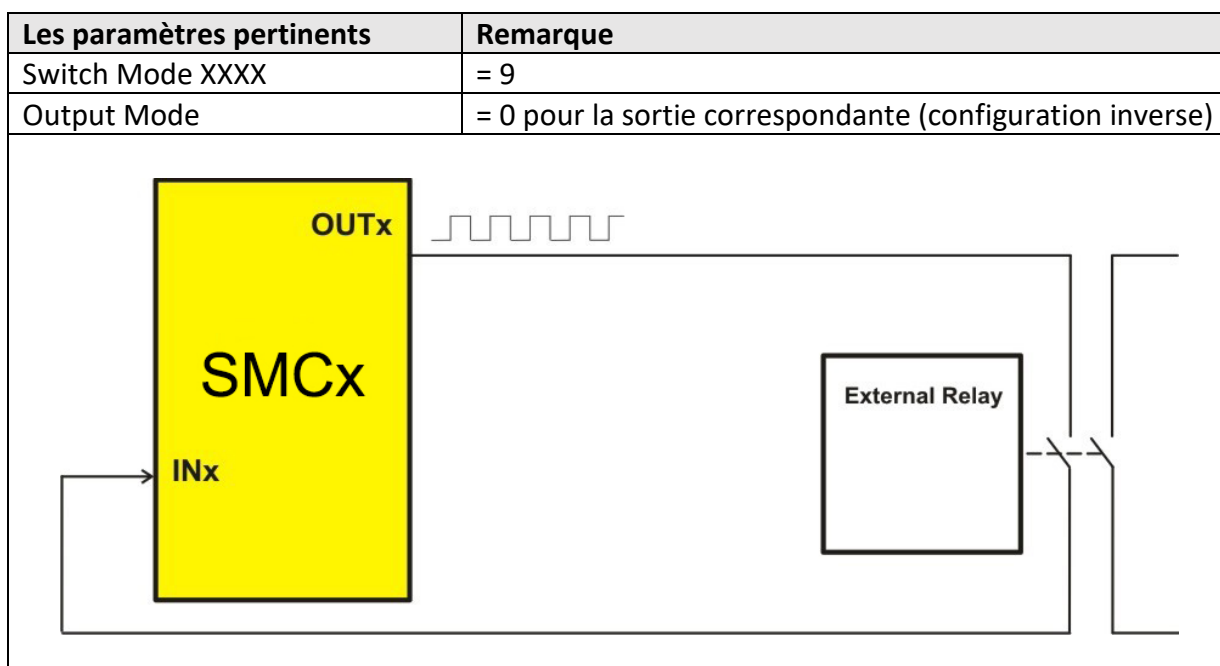 Les paramètres pertinents Remarque
Switch Mode XXXX = 9
Output Mode = 0 pour la sortie correspondante (configuration inverse)
OUTx
SMCx
External Relay
INx